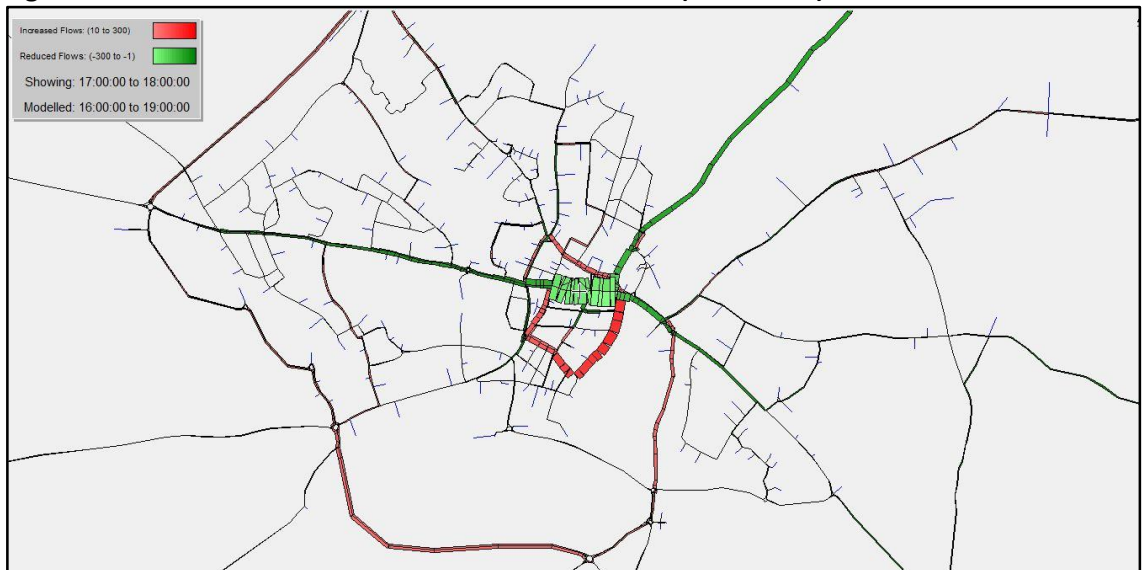 Increased Flows: (10 to 300)
Reduced Flows: (-300 to -1)
Showing: 17:00:00 to 18:00:00
Modelled: 16:00:00 to 19:00:00